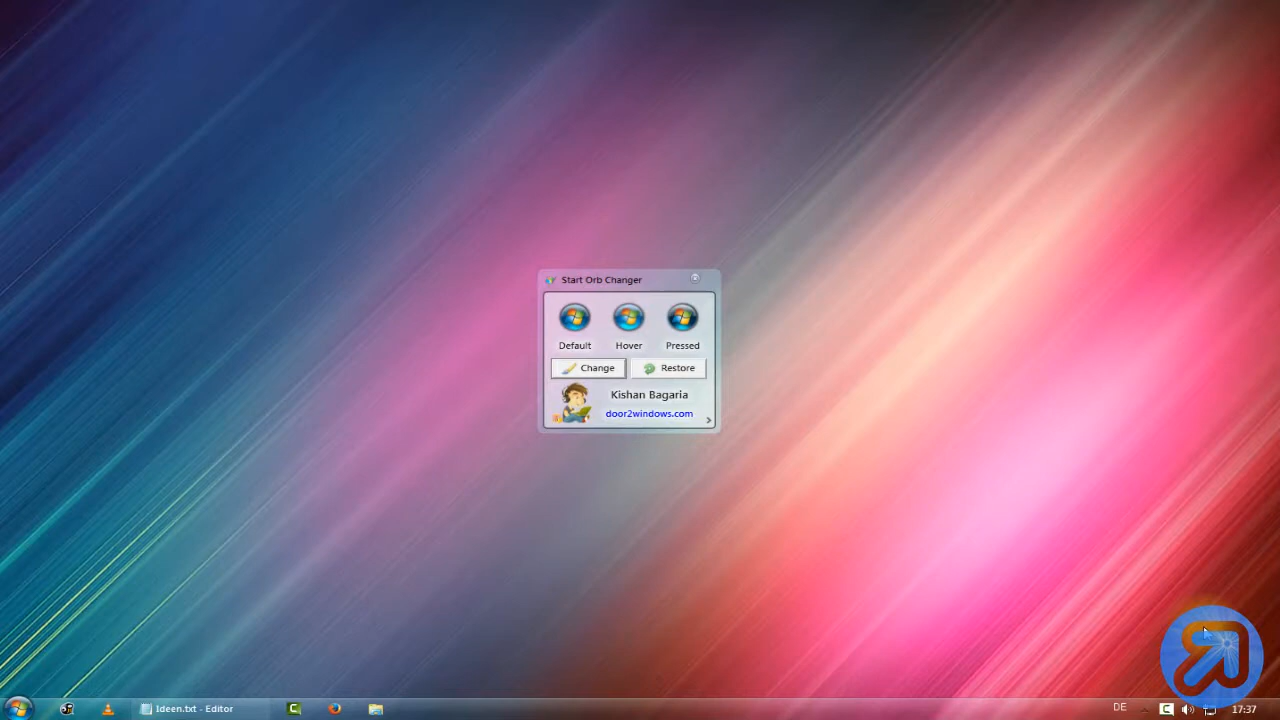 Start Orb Changer
Default Hover Pressed
Change Restore
Kishan Bagaria
door2windows.com
Ideen.txt - Editor
DE
17:37